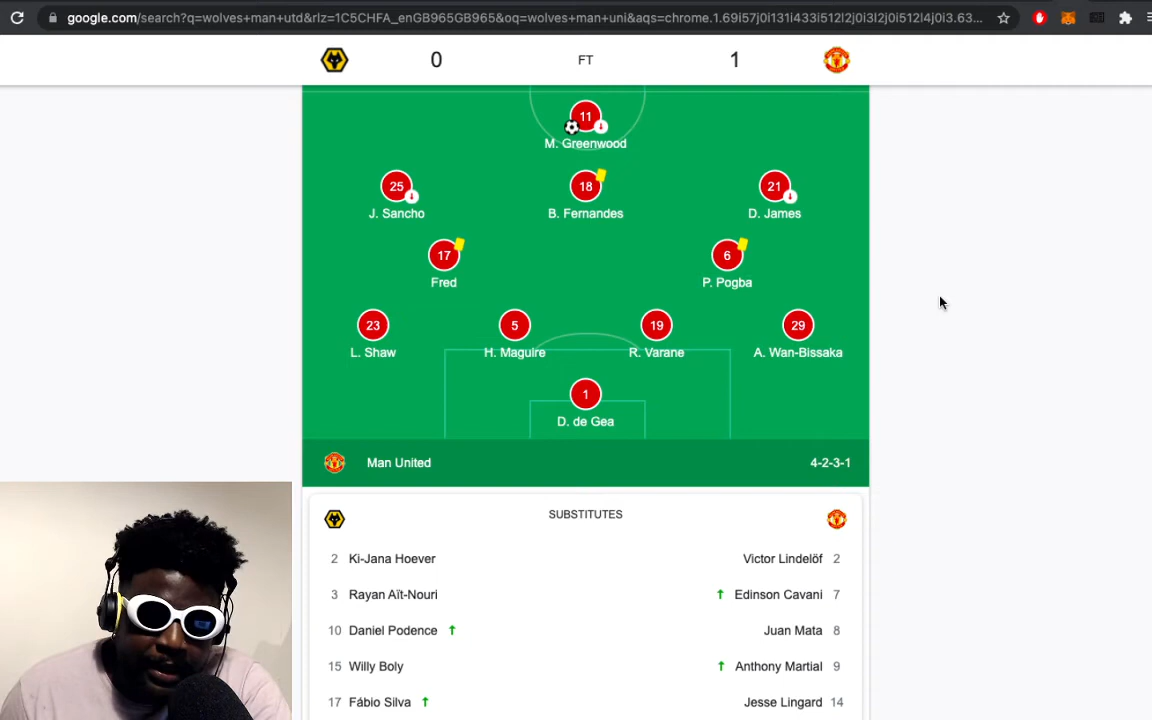 google.com/search?q=wolves+man+utd&rlz=1C5CHFA_enGB965GB965&oq=wolves+man+uni&aqs=chrome.1.69i57j0i131i433i512l2j0i3l2j0i512l4j0i3.63...
0 FT 1
11
M. Greenwood
25 18 21
J. Sancho B. Fernandes D. James
17 6
Fred P. Pogba
23 5 19 29
L. Shaw H. Maguire R. Varane A. Wan-Bissaka
1
D. de Gea
Man United 4-2-3-1
SUBSTITUTES
2 Ki-Jana Hoever Victor Lindelöf 2
3 Rayan Aït-Nouri Edinson Cavani 7
10 Daniel Podence Juan Mata 8
15 Willy Boly Anthony Martial 9
17 Fábio Silva Jesse Lingard 14